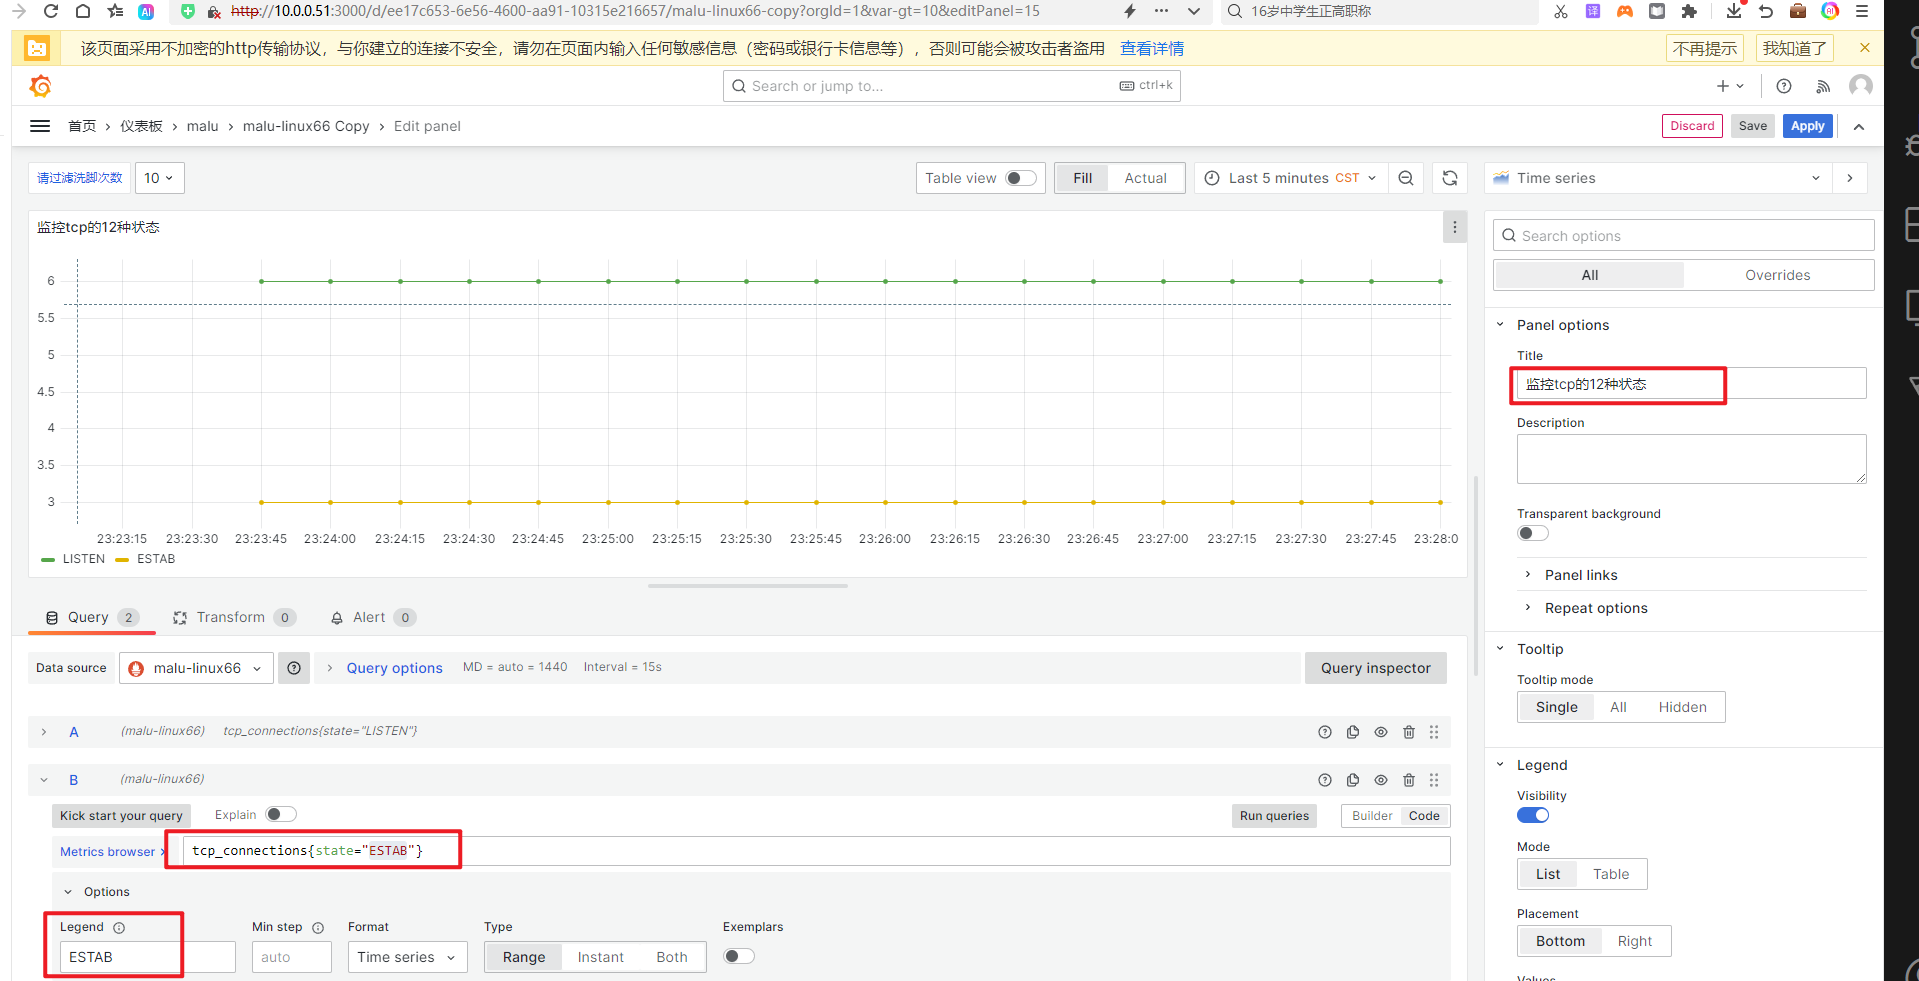 http://10.0.0.51:3000/d/ee17c653-6e56-4600-aa91-10315e216657/malu-linux66-copy?orgId=1&var-gt=10&editPanel=15
16岁中学生正高职称
该页面采用不加密的http传输协议，与你建立的连接不安全，请勿在页面内输入任何敏感信息（密码或银行卡信息等），否则可能会被攻击者盗用 查看详情
不再提示 我知道了
Search or jump to... ctrl+k
首页 › 仪表板 › malu › malu-linux66 Copy › Edit panel
Discard Save Apply
请过滤洗脚次数 10
Table view Fill Actual Last 5 minutes CST
Time series
监控tcp的12种状态
6
5.5
5
4.5
4
3.5
3
23:23:15 23:23:30 23:23:45 23:24:00 23:24:15 23:24:30 23:24:45 23:25:00 23:25:15 23:25:30 23:25:45 23:26:00 23:26:15 23:26:30 23:26:45 23:27:00 23:27:15 23:27:30 23:27:45 23:28:0
LISTEN ESTAB
Query 2 Transform 0 Alert 0
Data source malu-linux66 Query options MD = auto = 1440 Interval = 15s Query inspector
A (malu-linux66) tcp_connections{state="LISTEN"}
B (malu-linux66)
Kick start your query Explain Run queries Builder Code
Metrics browser › tcp_connections{state="ESTAB"}
Options
Legend Min step Format Type Exemplars
ESTAB auto Time series Range Instant Both
Search options
All Overrides
Panel options
Title
监控tcp的12种状态
Description
Transparent background
Panel links
Repeat options
Tooltip
Tooltip mode
Single All Hidden
Legend
Visibility
Mode
List Table
Placement
Bottom Right
Values